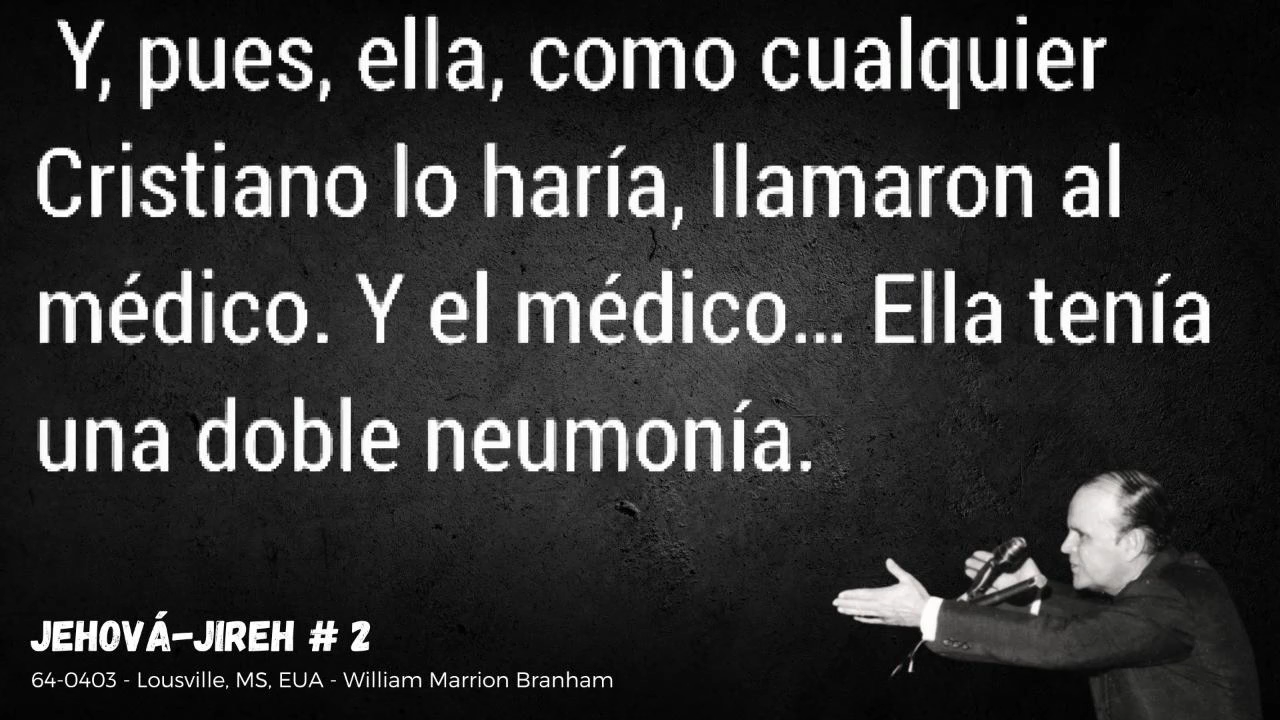 Y, pues, ella, como cualquier
Cristiano lo haría, llamaron al
médico. Y el médico... Ella tenía
una doble neumonía.
JEHOVÁ-JIREH # 2
64-0403 - Lousville, MS, EUA - William Marrion Branham